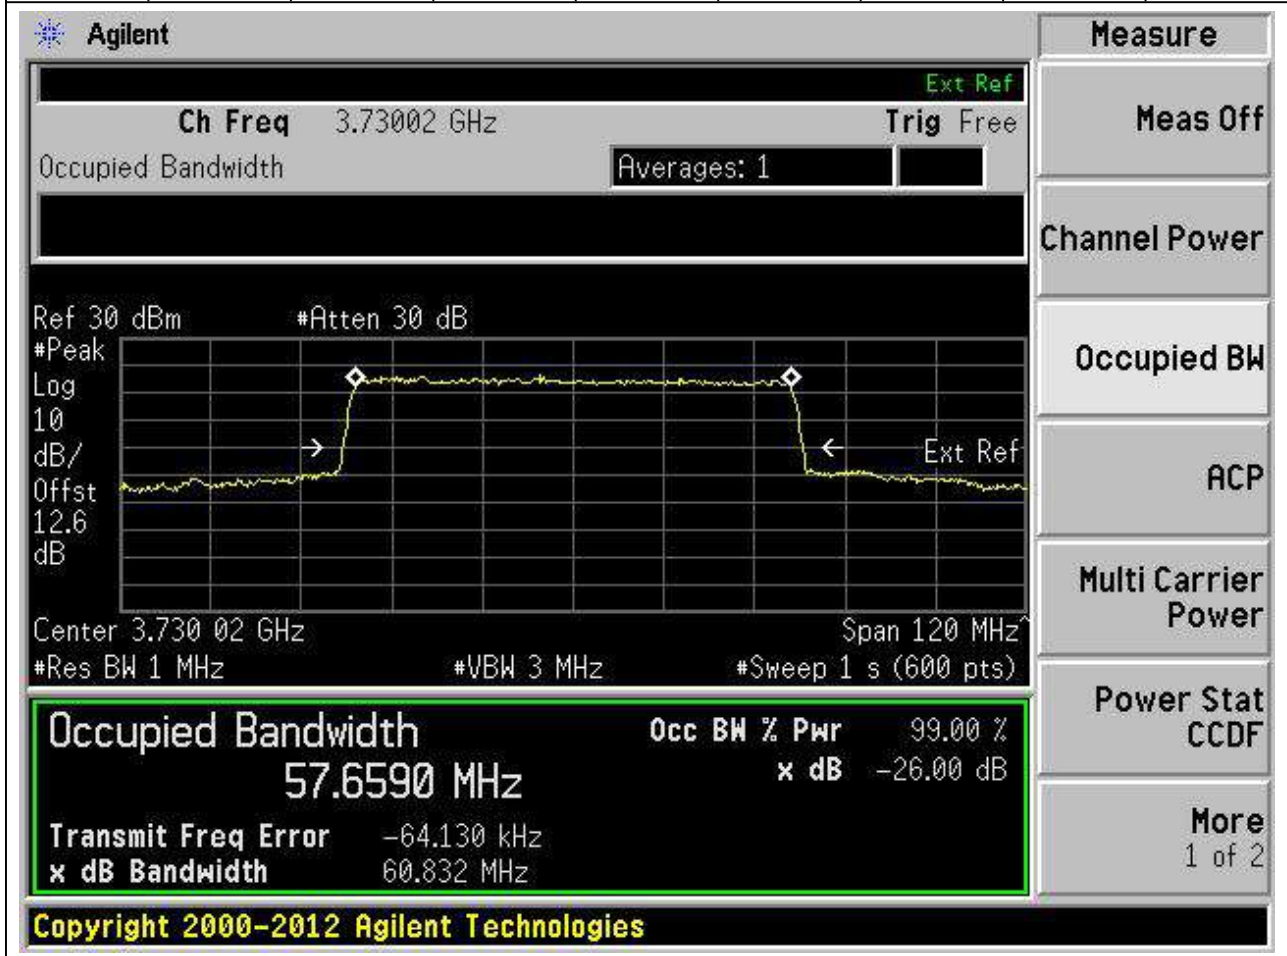 Agilent
Measure
Ext Ref
Ch Freq 3.73002 GHz Trig Free
Meas Off
Occupied Bandwidth Averages: 1
Channel Power
Ref 30 dBm #Atten 30 dB
#Peak
Log
10
dB/
Offst
12.6
dB
Ext Ref
Occupied BW
ACP
Center 3.730 02 GHz Span 120 MHz^
#Res BW 1 MHz #VBW 3 MHz #Sweep 1 s (600 pts)
Multi Carrier
Power
Occupied Bandwidth Occ BW % Pwr 99.00 %
57.6590 MHz x dB -26.00 dB
Transmit Freq Error -64.130 kHz
x dB Bandwidth 60.832 MHz
Power Stat
CCDF
More
1 of 2
Copyright 2000-2012 Agilent Technologies